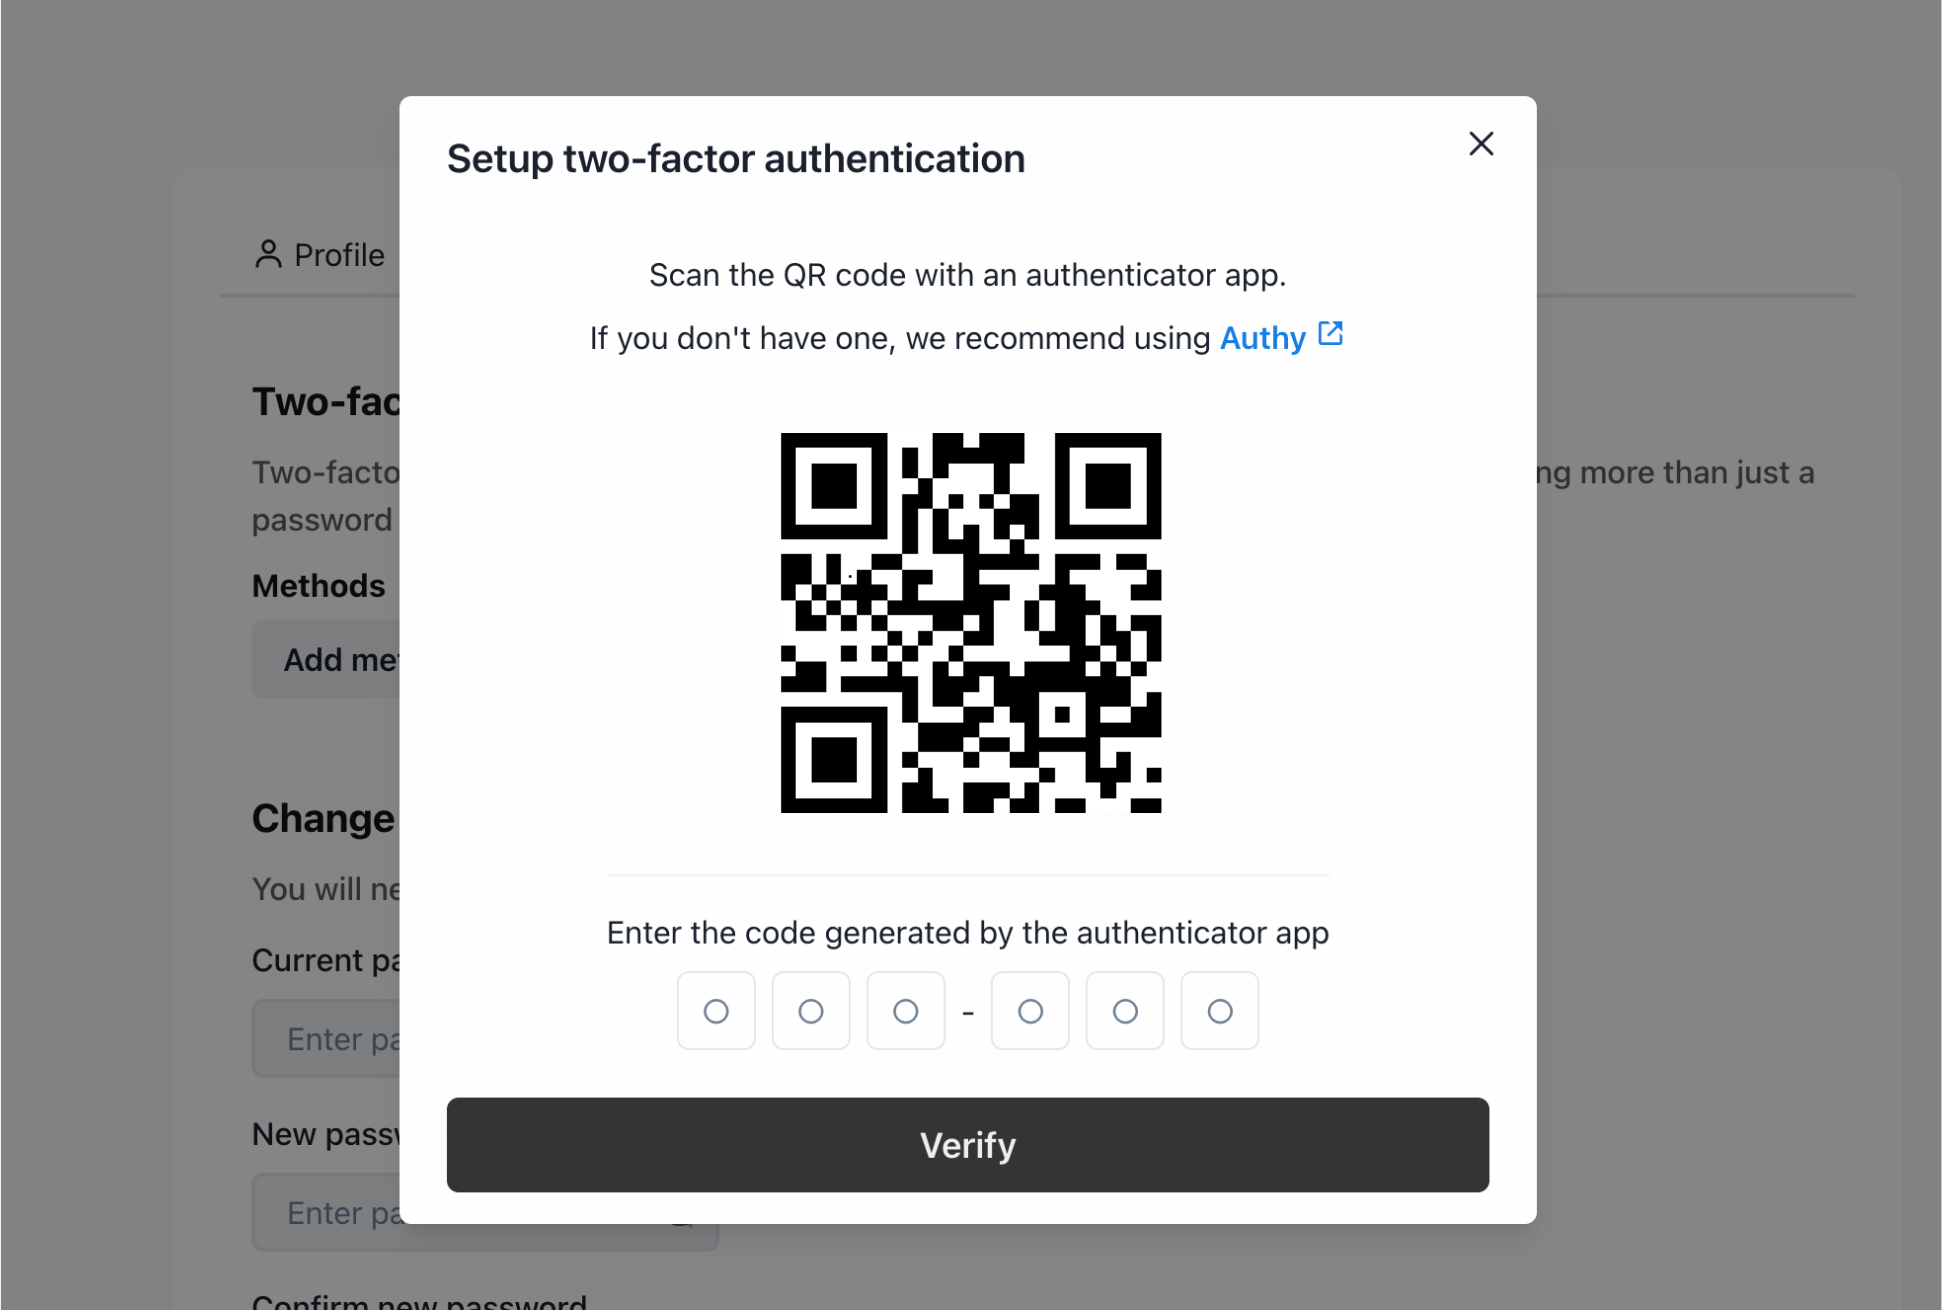 Setup two-factor authentication
Profile
Scan the QR code with an authenticator app.
If you don't have one, we recommend using Authy
Two-fac
Two-facto
ng more than just a
password
Methods
Add met
Change
You will ne
Enter the code generated by the authenticator app
Current pa
-
Enter pa
New passw
Verify
Enter pa
Confirm new password